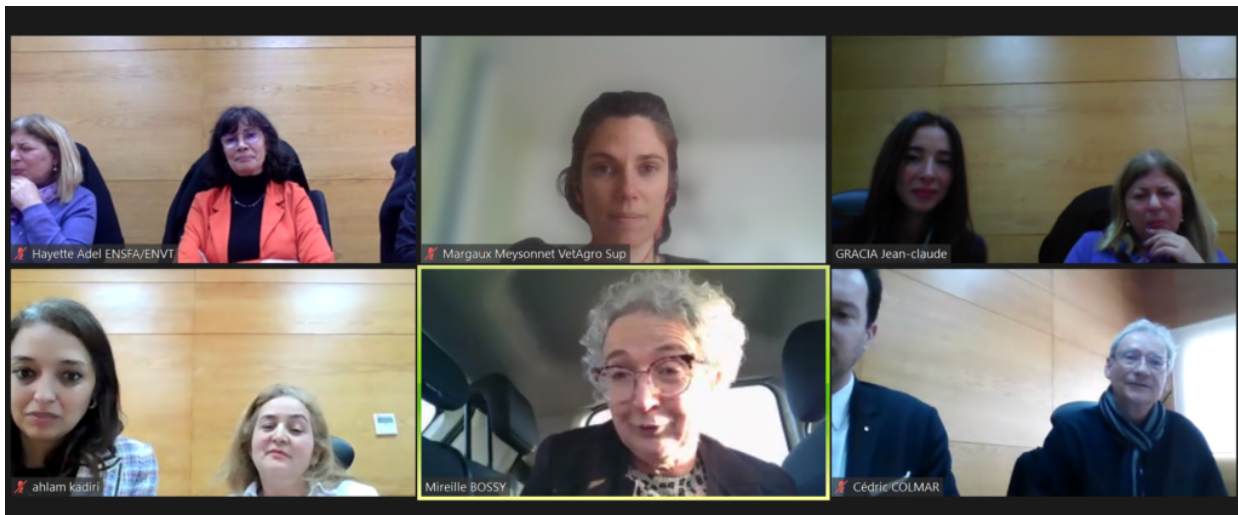 Hayette Adel ENSFA/ENVT
Margaux Meysonnet VetAgro Sup
GRACIA Jean-claude
ahlam kadiri
Mireille BOSSY
Cédric COLMAR